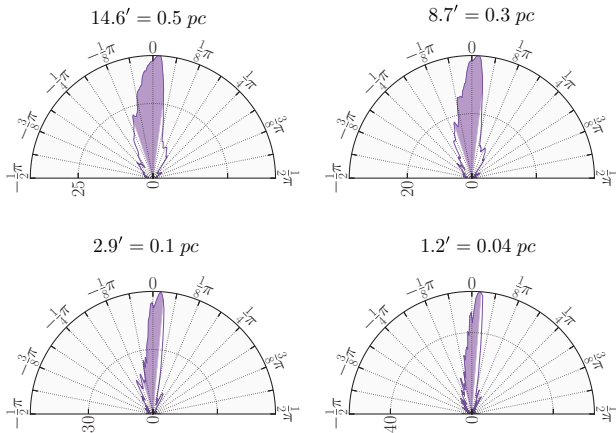 14.6′ = 0.5 pc
−½π −⅜π −¼π −⅛π 0 ⅛π ¼π ⅜π ½π
25 0
8.7′ = 0.3 pc
−½π −⅜π −¼π −⅛π 0 ⅛π ¼π ⅜π ½π
20 0
2.9′ = 0.1 pc
−½π −⅜π −¼π −⅛π 0 ⅛π ¼π ⅜π ½π
30 0
1.2′ = 0.04 pc
−½π −⅜π −¼π −⅛π 0 ⅛π ¼π ⅜π ½π
40 0